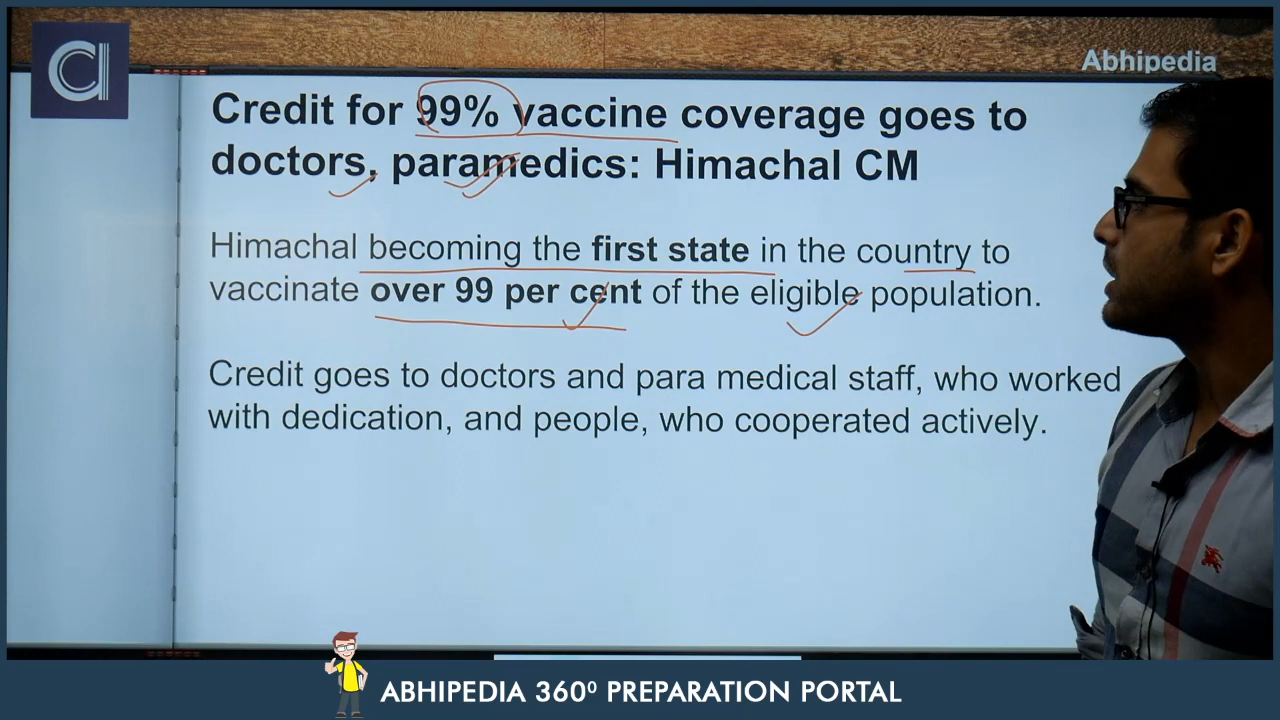 Abhipedia
Credit for 99% vaccine coverage goes to
doctors, paramedics: Himachal CM
Himachal becoming the first state in the country to
vaccinate over 99 per cent of the eligible population.
Credit goes to doctors and para medical staff, who worked
with dedication, and people, who cooperated actively.
ABHIPEDIA 360⁰ PREPARATION PORTAL